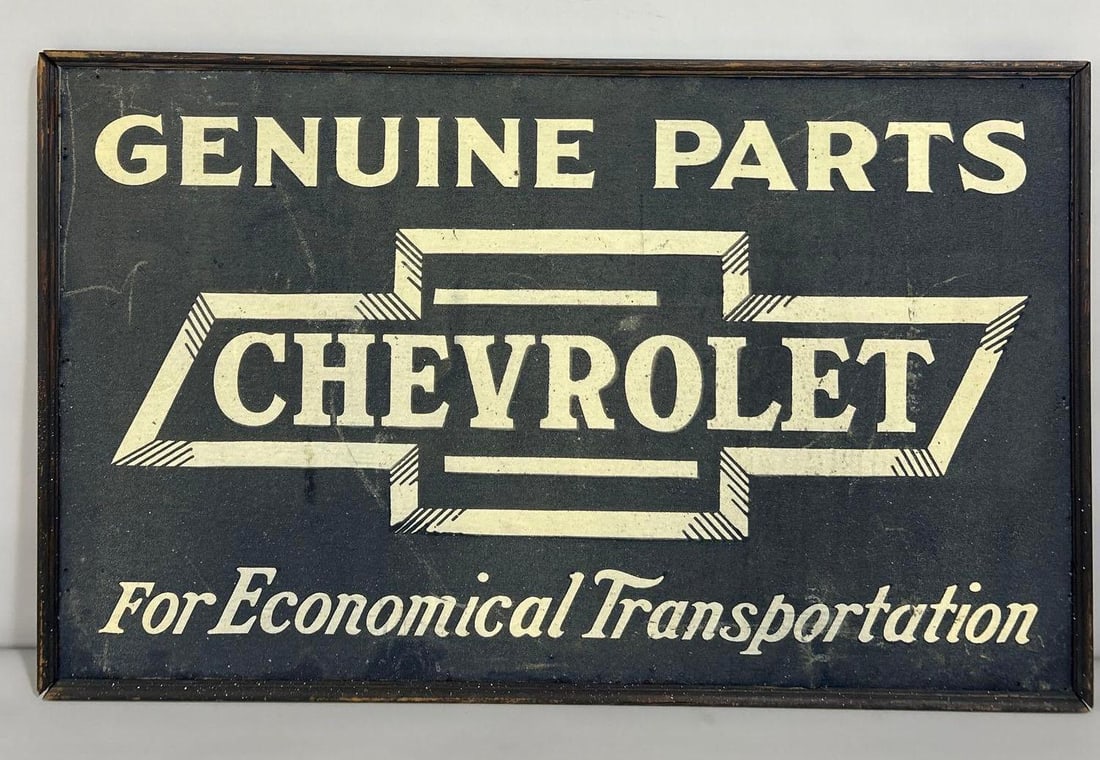 GENUINE PARTS
CHEVROLET
For Economical Transportation